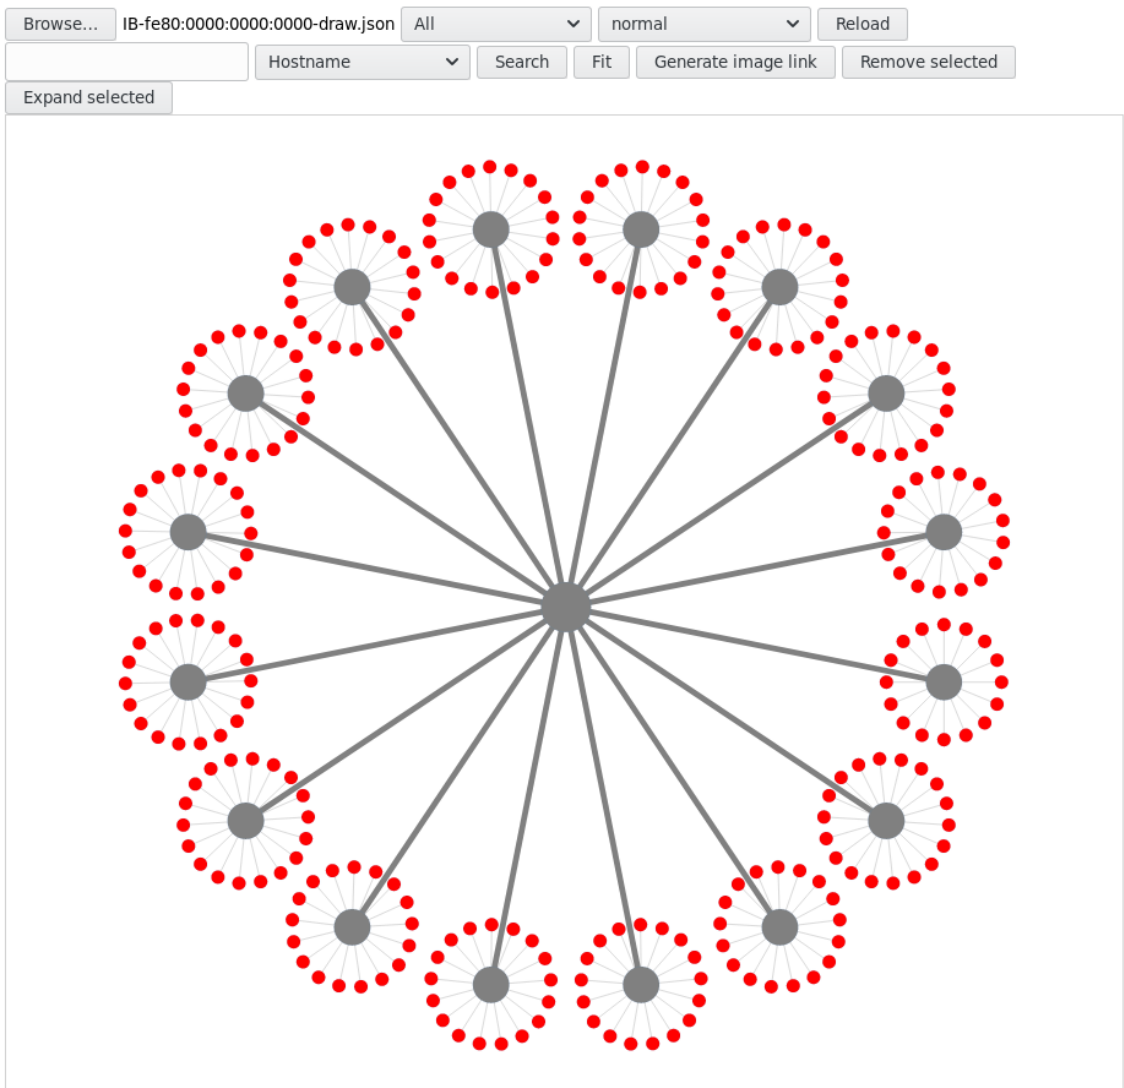 Browse... IB-fe80:0000:0000:0000-draw.json All normal Reload
Hostname Search Fit Generate image link Remove selected
Expand selected